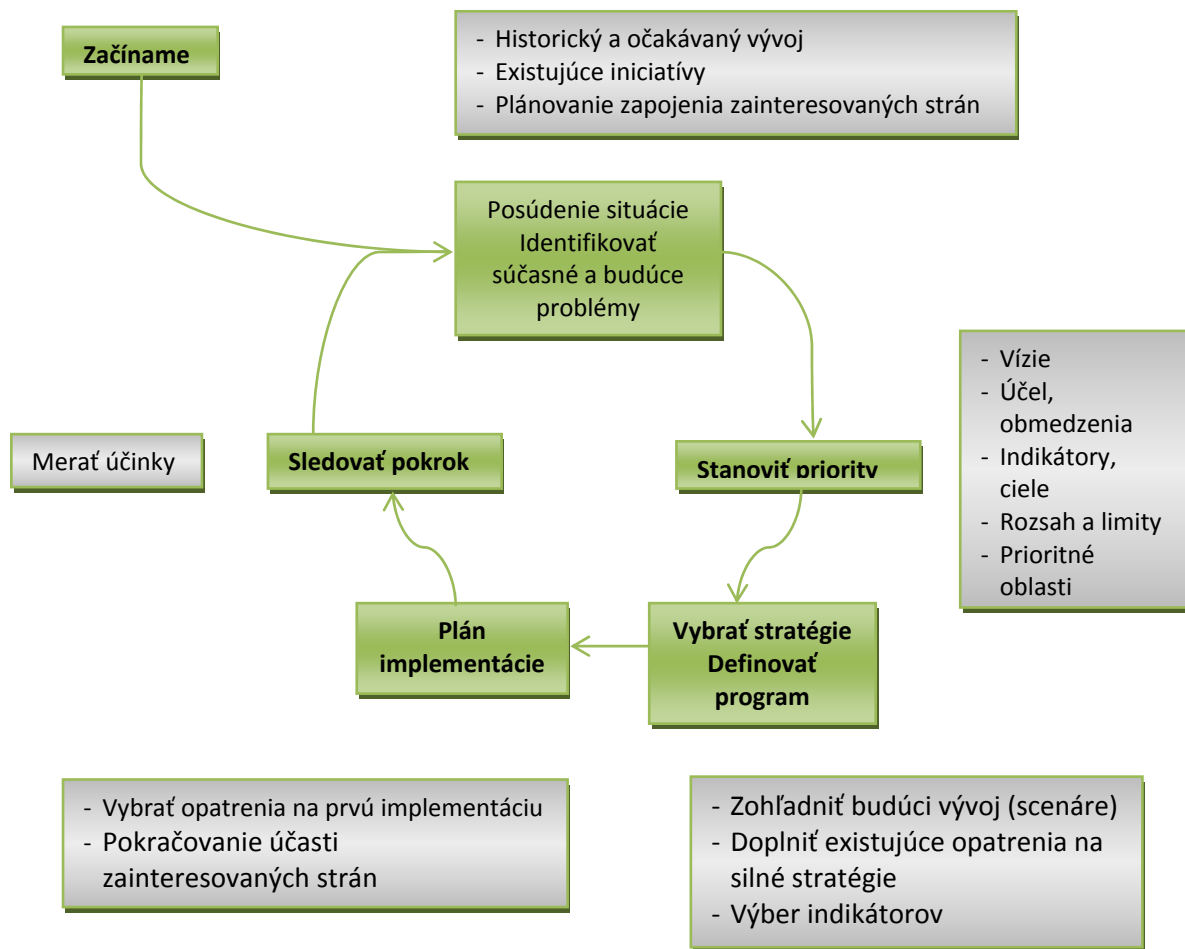 Začíname
- Historický a očakávaný vývoj
- Existujúce iniciatívy
- Plánovanie zapojenia zainteresovaných strán
Posúdenie situácie
Identifikovať
súčasné a budúce
problémy
- Vízie
- Účel,
obmedzenia
- Indikátory,
ciele
- Rozsah a limity
- Prioritné
oblasti
Merať účinky
Sledovať pokrok
Stanoviť priority
Plán
implementácie
Vybrať stratégie
Definovať
program
- Vybrať opatrenia na prvú implementáciu
- Pokračovanie účasti
zainteresovaných strán
- Zohľadniť budúci vývoj (scenáre)
- Doplniť existujúce opatrenia na
silné stratégie
- Výber indikátorov